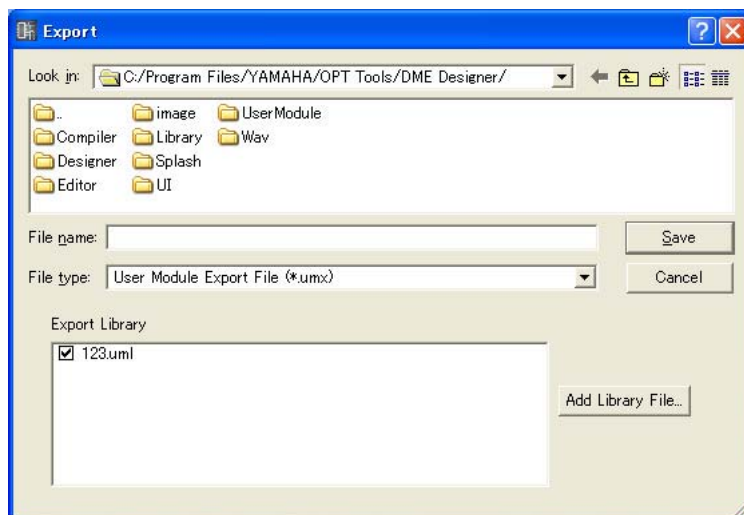 Export
Look in: C:/Program Files/YAMAHA/OPT Tools/DME Designer/
.. image UserModule
Compiler Library Wav
Designer Splash
Editor UI
File name: Save
File type: User Module Export File (*.umx) Cancel
Export Library
123.uml
Add Library File...